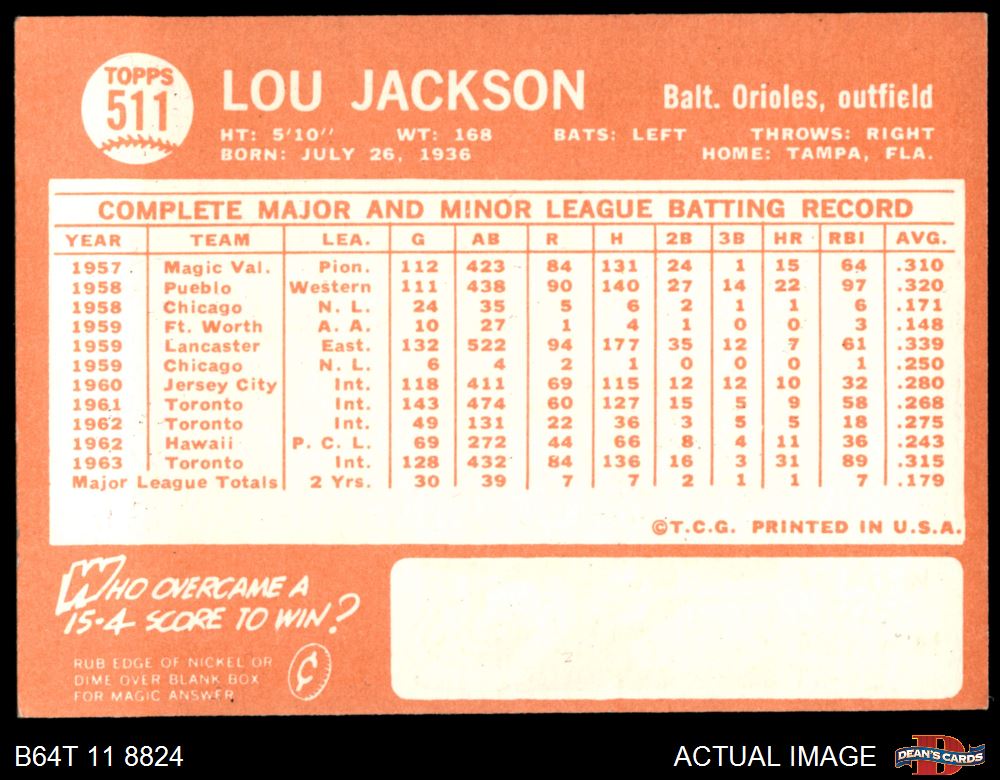 TOPPS
511
LOU JACKSON
Balt. Orioles, outfield
HT: 5'10" WT: 168 BATS: LEFT THROWS: RIGHT
BORN: JULY 26, 1936 HOME: TAMPA, FLA.
COMPLETE MAJOR AND MINOR LEAGUE BATTING RECORD
YEAR TEAM LEA. G AB R H 2B 3B HR RBI AVG.
1957 Magic Val. Pion. 112 423 84 131 24 1 15 64 .310
1958 Pueblo Western 111 438 90 140 27 14 22 97 .320
1958 Chicago N. L. 24 35 5 6 2 1 1 6 .171
1959 Ft. Worth A. A. 10 27 1 4 1 0 0 3 .148
1959 Lancaster East. 132 522 94 177 35 12 7 61 .339
1959 Chicago N. L. 6 4 2 1 0 0 0 1 .250
1960 Jersey City Int. 118 411 69 115 12 12 10 32 .280
1961 Toronto Int. 143 474 60 127 15 5 9 58 .268
1962 Toronto Int. 49 131 22 36 3 5 5 18 .275
1962 Hawaii P. C. L. 69 272 44 66 8 4 11 36 .243
1963 Toronto Int. 128 432 84 136 16 3 31 89 .315
Major League Totals 2 Yrs. 30 39 7 7 2 1 1 7 .179
©T.C.G. PRINTED IN U.S.A.
WHO OVERCAME A
15-4 SCORE TO WIN?
RUB EDGE OF NICKEL OR
DIME OVER BLANK BOX
FOR MAGIC ANSWER
¢
B64T 11 8824
ACTUAL IMAGE
D
DEAN'S CARDS